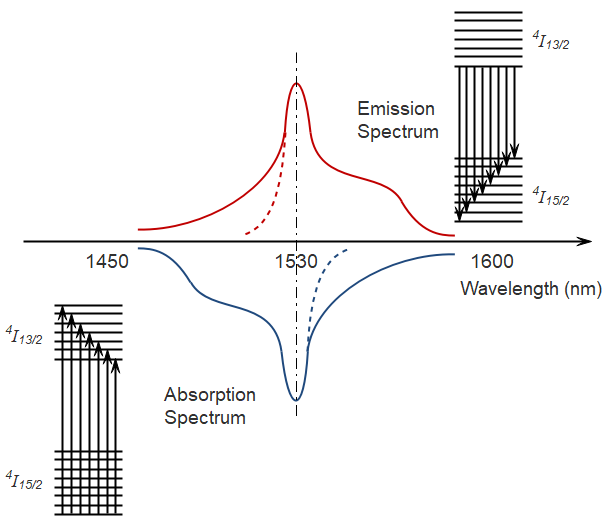 ⁴I₁₃/₂
Emission
Spectrum
⁴I₁₅/₂
1450
1530
1600
Wavelength (nm)
⁴I₁₃/₂
Absorption
Spectrum
⁴I₁₅/₂